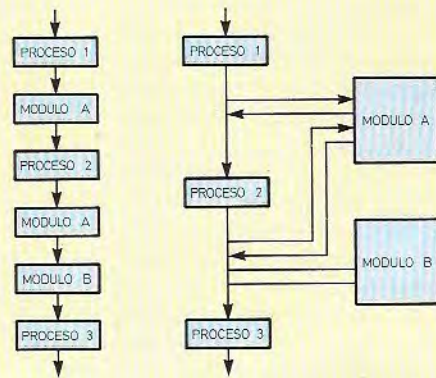 PROCESO 1
MODULO A
PROCESO 2
MODULO A
MODULO B
PROCESO 3
PROCESO 1
MODULO A
PROCESO 2
MODULO B
PROCESO 3